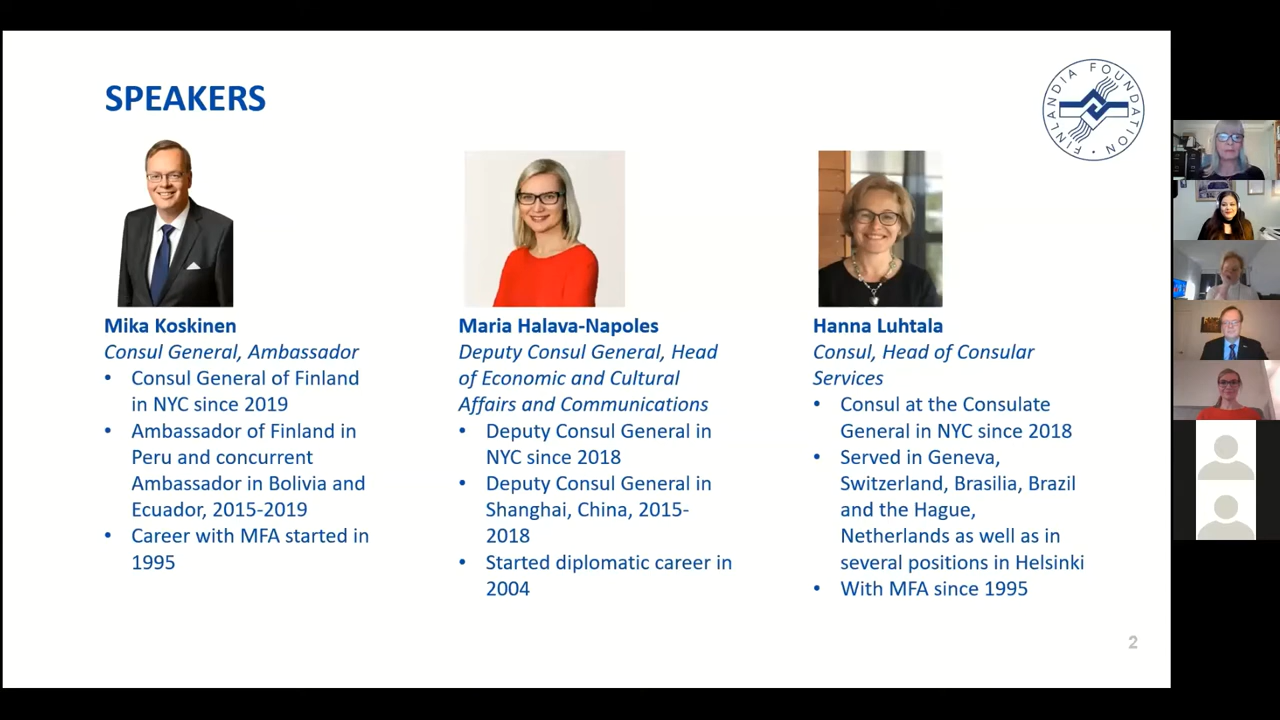 SPEAKERS
FINLANDIA FOUNDATION
Mika Koskinen
Consul General, Ambassador
• Consul General of Finland
in NYC since 2019
• Ambassador of Finland in
Peru and concurrent
Ambassador in Bolivia and
Ecuador, 2015-2019
• Career with MFA started in
1995
Maria Halava-Napoles
Deputy Consul General, Head
of Economic and Cultural
Affairs and Communications
• Deputy Consul General in
NYC since 2018
• Deputy Consul General in
Shanghai, China, 2015-
2018
• Started diplomatic career in
2004
Hanna Luhtala
Consul, Head of Consular
Services
• Consul at the Consulate
General in NYC since 2018
• Served in Geneva,
Switzerland, Brasilia, Brazil
and the Hague,
Netherlands as well as in
several positions in Helsinki
• With MFA since 1995
2